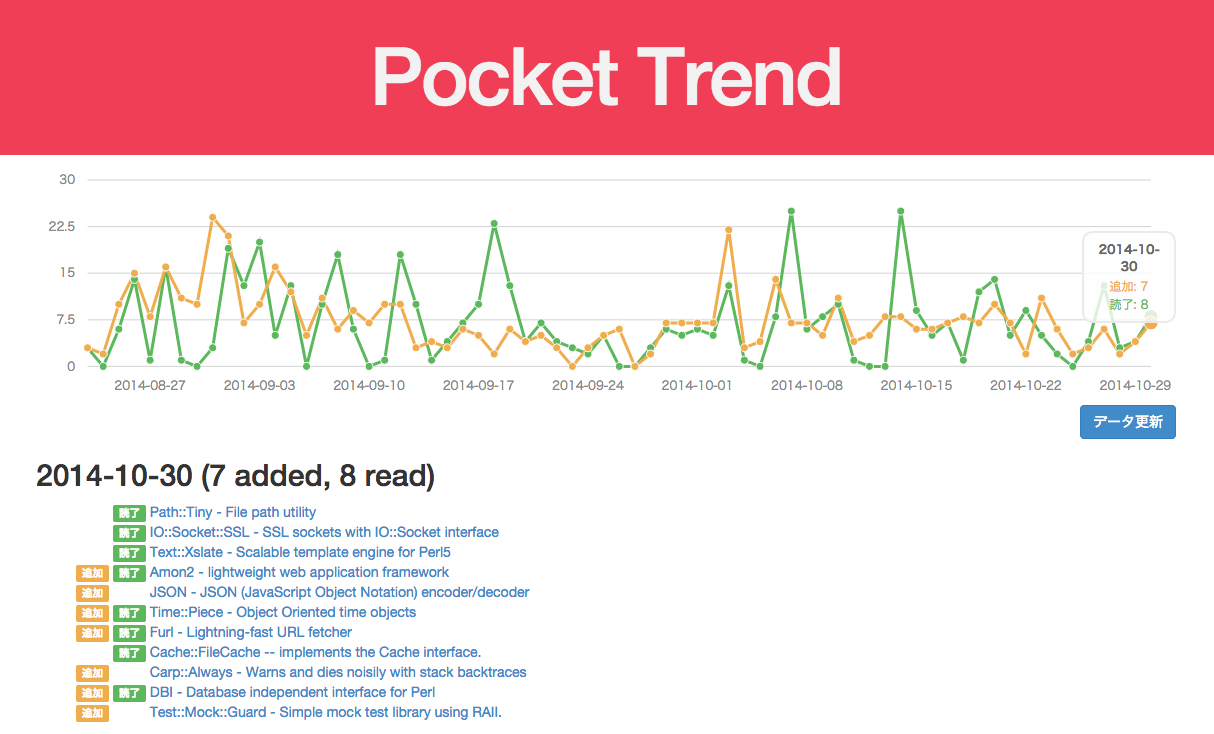 Pocket Trend
30
22.5
15
7.5
0
2014-10-
30
追加: 7
読了: 8
2014-08-27 2014-09-03 2014-09-10 2014-09-17 2014-09-24 2014-10-01 2014-10-08 2014-10-15 2014-10-22 2014-10-29
データ更新
2014-10-30 (7 added, 8 read)
読了 Path::Tiny - File path utility
読了 IO::Socket::SSL - SSL sockets with IO::Socket interface
読了 Text::Xslate - Scalable template engine for Perl5
追加 読了 Amon2 - lightweight web application framework
追加 JSON - JSON (JavaScript Object Notation) encoder/decoder
追加 読了 Time::Piece - Object Oriented time objects
追加 読了 Furl - Lightning-fast URL fetcher
読了 Cache::FileCache -- implements the Cache interface.
追加 Carp::Always - Warns and dies noisily with stack backtraces
追加 読了 DBI - Database independent interface for Perl
追加 Test::Mock::Guard - Simple mock test library using RAII.